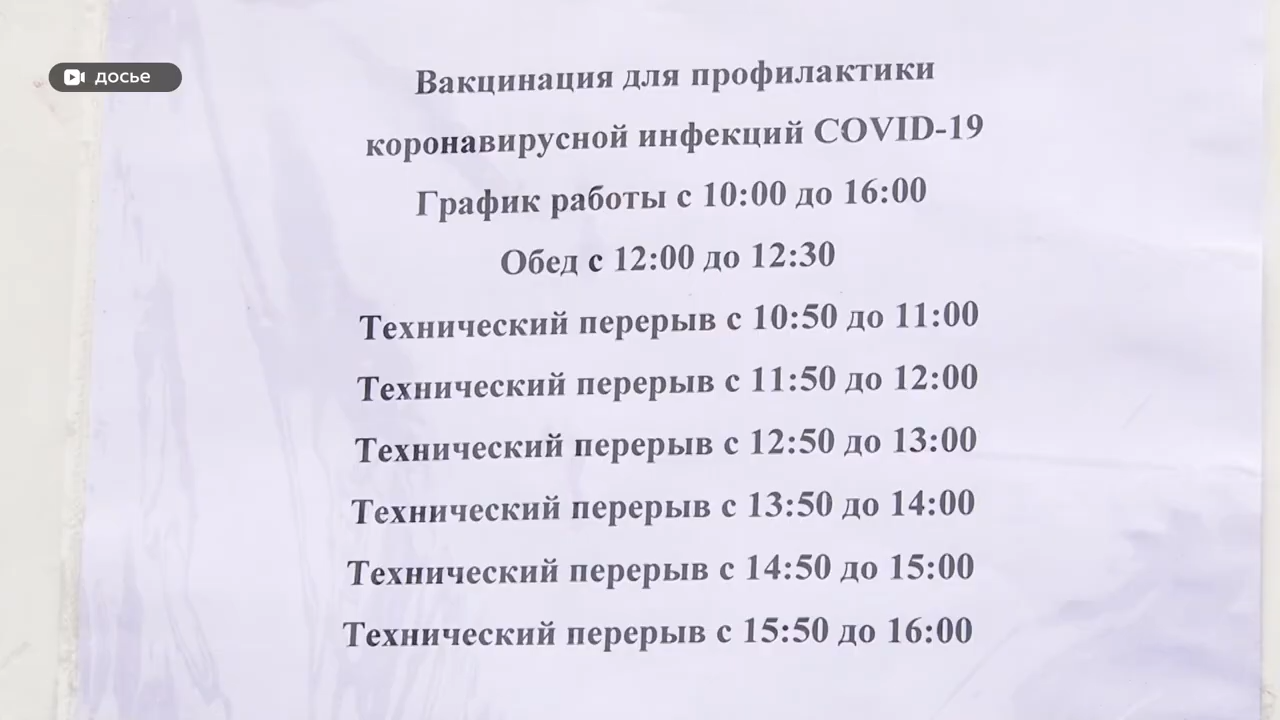 досье
Вакцинация для профилактики
коронавирусной инфекций COVID-19
График работы с 10:00 до 16:00
Обед с 12:00 до 12:30
Технический перерыв с 10:50 до 11:00
Технический перерыв с 11:50 до 12:00
Технический перерыв с 12:50 до 13:00
Технический перерыв с 13:50 до 14:00
Технический перерыв с 14:50 до 15:00
Технический перерыв с 15:50 до 16:00